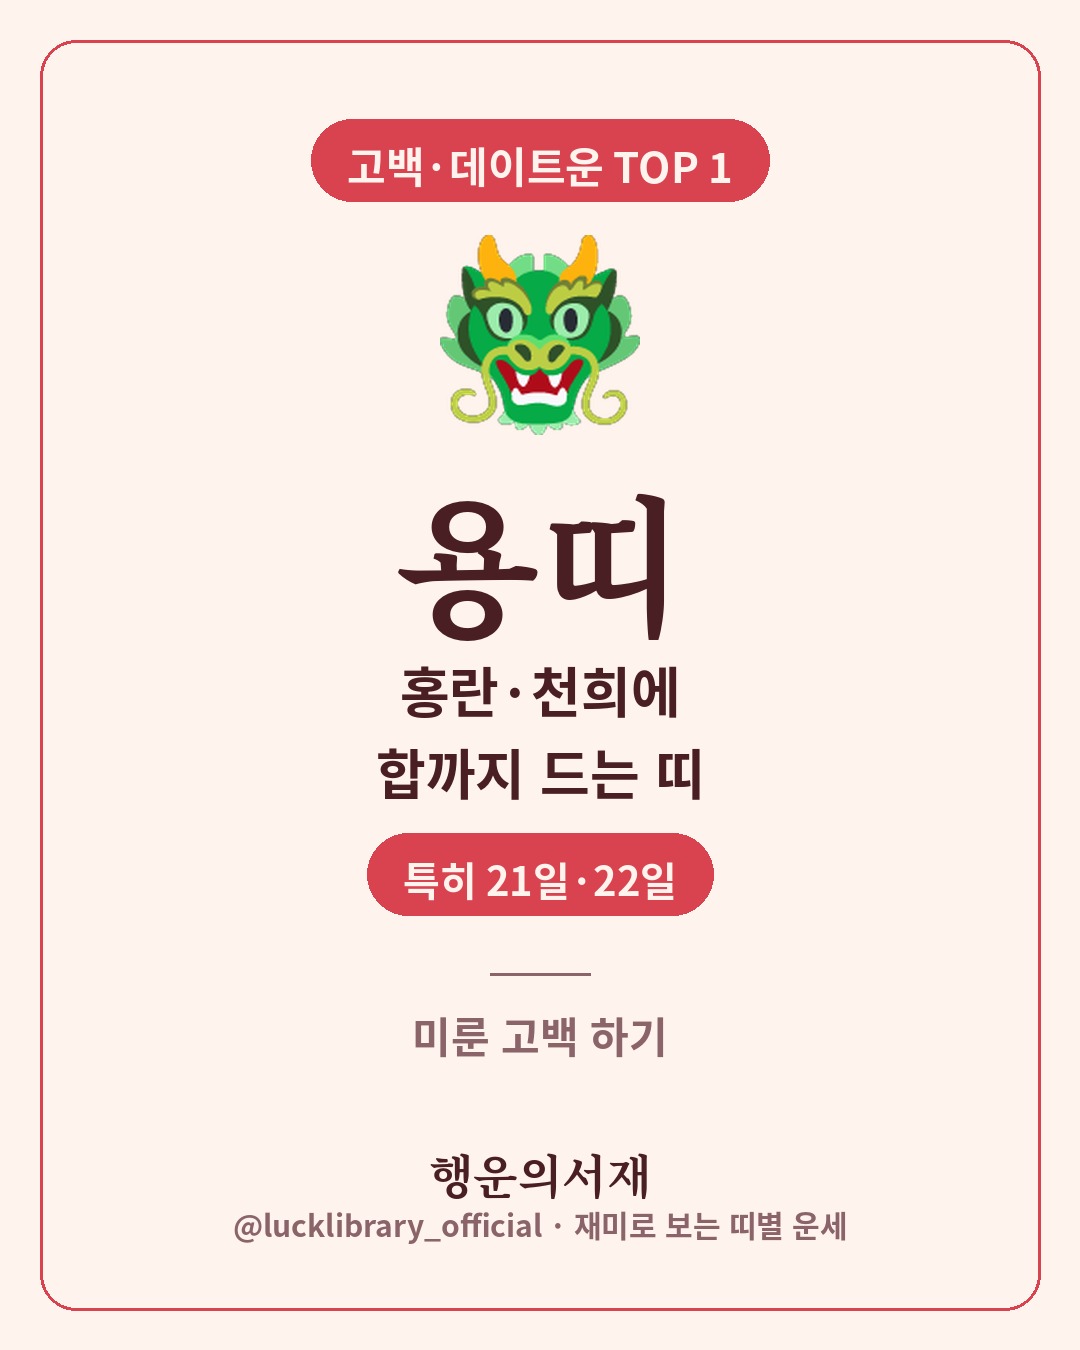 고백·데이트운 TOP 1
용띠
홍란·천희에
합까지 드는 띠
특히 21일·22일
미룬 고백 하기
행운의서재
@lucklibrary_official · 재미로 보는 띠별 운세